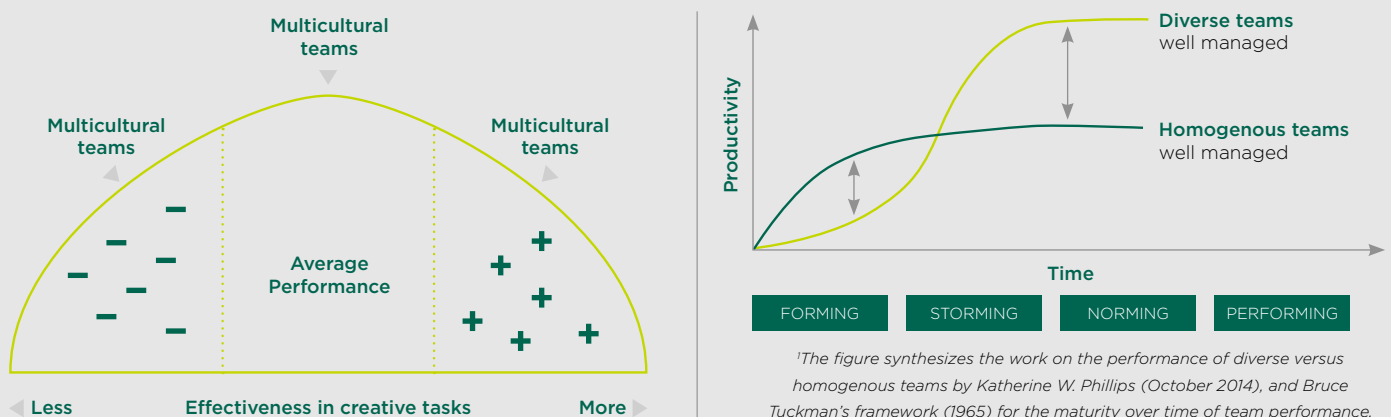 Multicultural
teams
Multicultural
teams
Multicultural
teams
Average
Performance
Less
Effectiveness in creative tasks
More
Productivity
Diverse teams
well managed
Homogenous teams
well managed
Time
FORMING
STORMING
NORMING
PERFORMING
¹The figure synthesizes the work on the performance of diverse versus
homogenous teams by Katherine W. Phillips (October 2014), and Bruce
Tuckman's framework (1965) for the maturity over time of team performance.